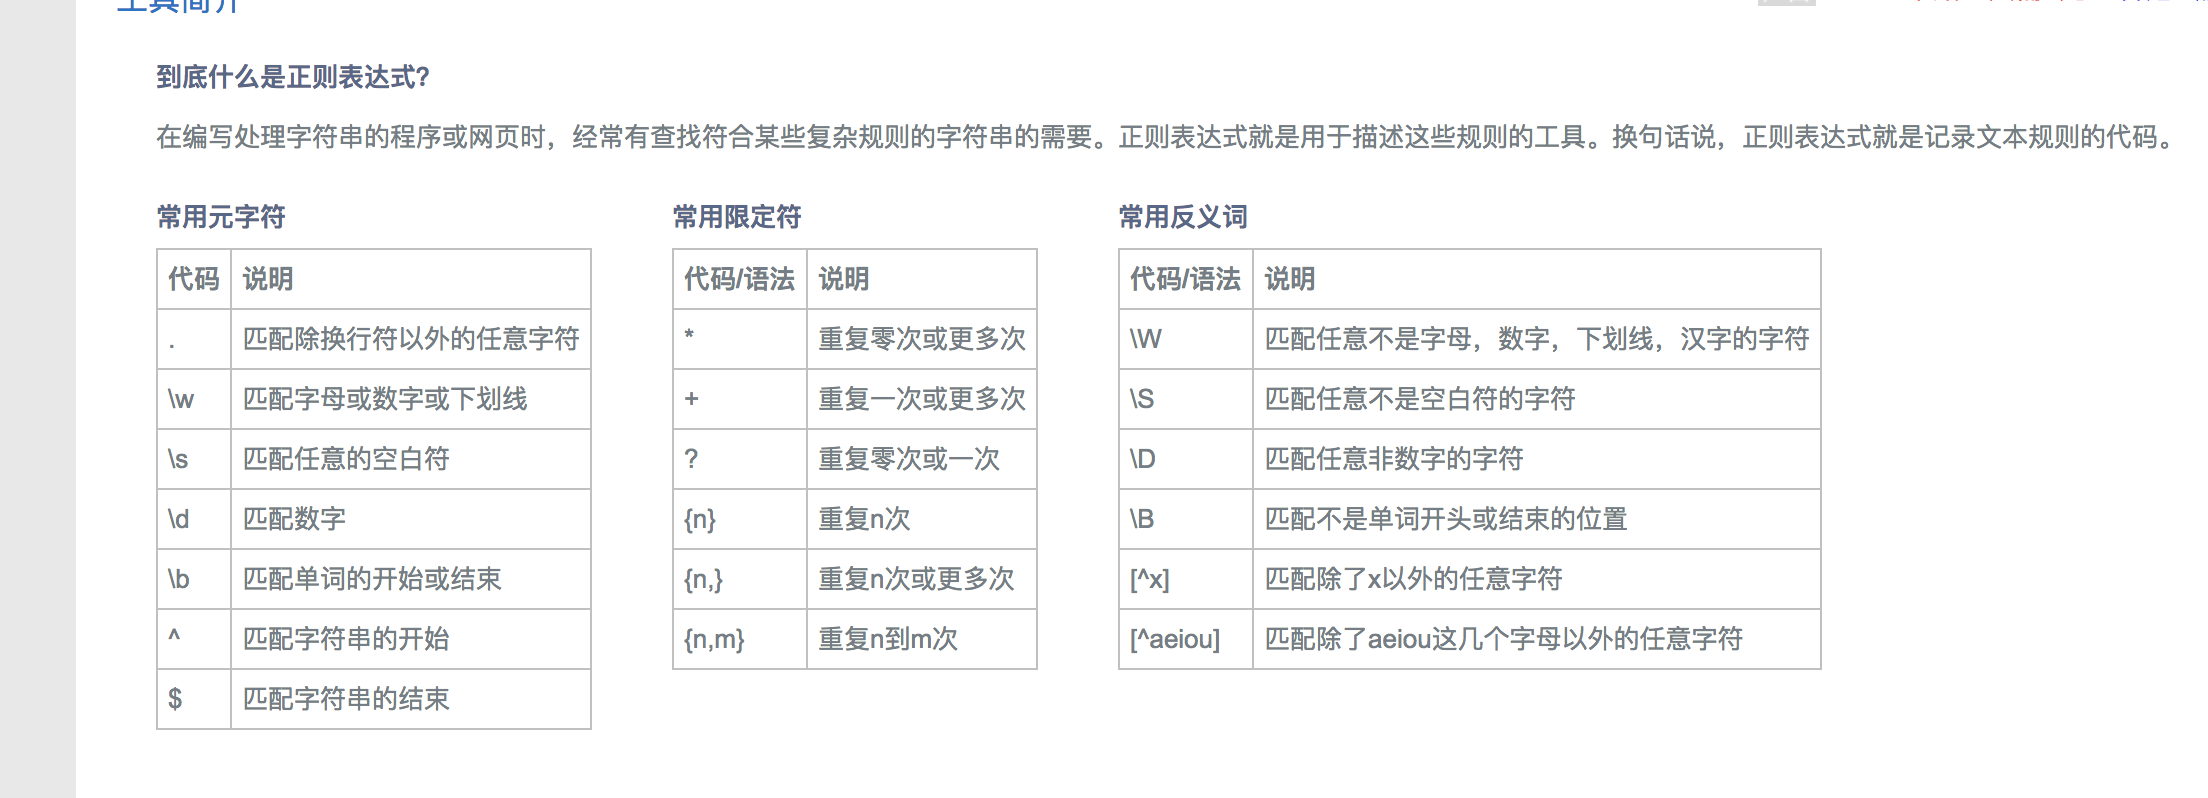 工具简介
到底什么是正则表达式?
在编写处理字符串的程序或网页时，经常有查找符合某些复杂规则的字符串的需要。正则表达式就是用于描述这些规则的工具。换句话说，正则表达式就是记录文本规则的代码。
常用元字符
代码 说明
. 匹配除换行符以外的任意字符
\w 匹配字母或数字或下划线
\s 匹配任意的空白符
\d 匹配数字
\b 匹配单词的开始或结束
^ 匹配字符串的开始
$ 匹配字符串的结束
常用限定符
代码/语法 说明
* 重复零次或更多次
+ 重复一次或更多次
? 重复零次或一次
{n} 重复n次
{n,} 重复n次或更多次
{n,m} 重复n到m次
常用反义词
代码/语法 说明
\W 匹配任意不是字母，数字，下划线，汉字的字符
\S 匹配任意不是空白符的字符
\D 匹配任意非数字的字符
\B 匹配不是单词开头或结束的位置
[^x] 匹配除了x以外的任意字符
[^aeiou] 匹配除了aeiou这几个字母以外的任意字符